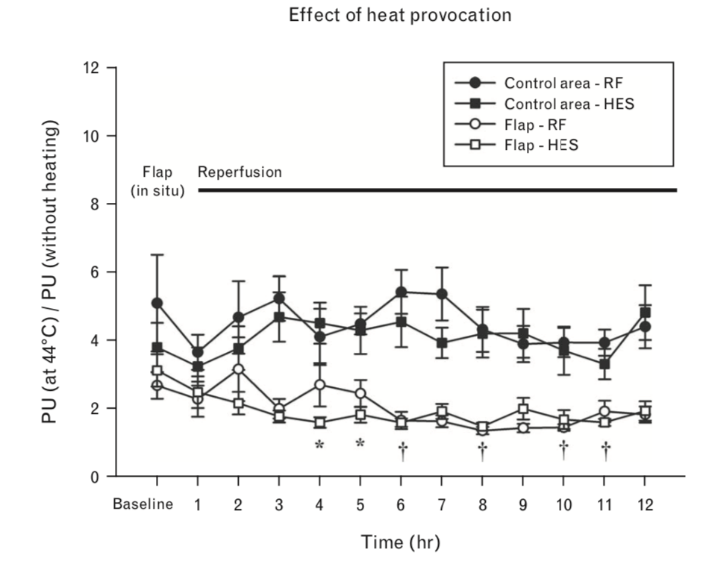 Effect of heat provocation
12
10
8
6
4
2
0
PU (at 44°C) / PU (without heating)
Control area - RF
Control area - HES
Flap - RF
Flap - HES
Flap
(in situ)
Reperfusion
* * † † † †
Baseline 1 2 3 4 5 6 7 8 9 10 11 12
Time (hr)